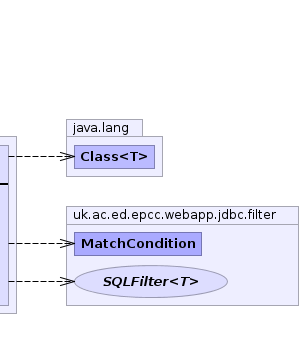 java.lang
Class<T>
uk.ac.ed.epcc.webapp.jdbc.filter
MatchCondition
SQLFilter<T>